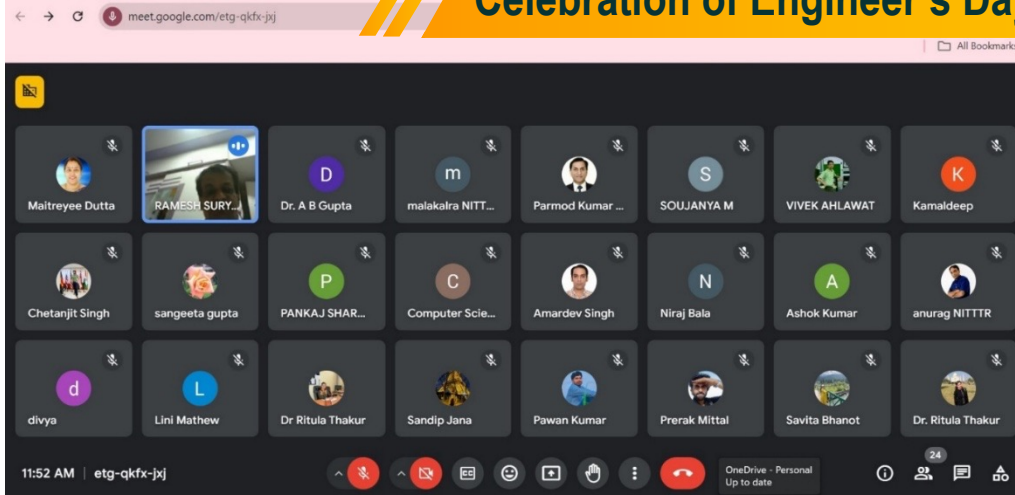 Celebration of Engineer's Day
meet.google.com/etg-qkfx-jxj
All Bookmarks
Maitreyee Dutta
RAMESH SURY...
D
Dr. A B Gupta
m
malakalra NITT...
Parmod Kumar ...
S
SOUJANYA M
VIVEK AHLAWAT
K
Kamaldeep
Chetanjit Singh
sangeeta gupta
P
PANKAJ SHAR...
C
Computer Scie...
Amardev Singh
N
Niraj Bala
A
Ashok Kumar
anurag NITTTR
d
divya
L
Lini Mathew
Dr Ritula Thakur
Sandip Jana
Pawan Kumar
Prerak Mittal
Savita Bhanot
Dr. Ritula Thakur
11:52 AM | etg-qkfx-jxj
CC
OneDrive - Personal
Up to date
24